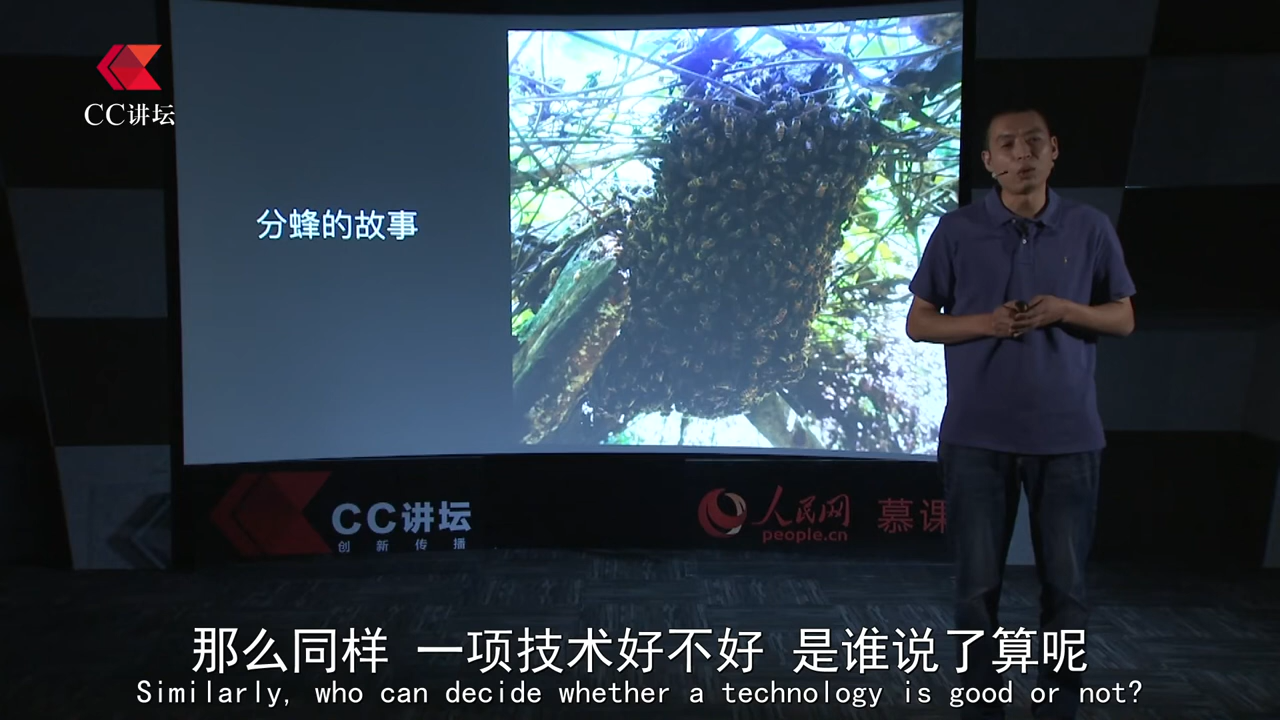 CC讲坛
分蜂的故事
CC讲坛
创新传播
人民网
people.cn
慕课
那么同样 一项技术好不好 是谁说了算呢
Similarly, who can decide whether a technology is good or not?